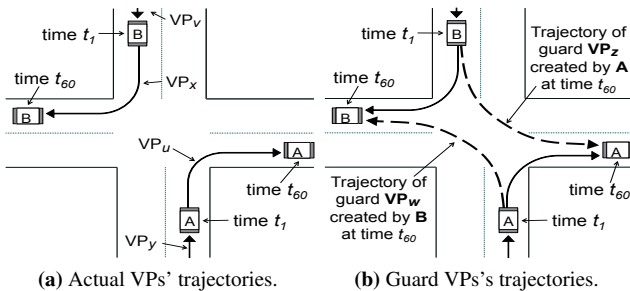 time t1
B
VPv
time t60
VPx
B
VPu
A
time t60
A
time t1
VPy
(a) Actual VPs' trajectories.
time t1
B
Trajectory of
guard VPz
created by A
at time t60
time t60
B
A
time t60
Trajectory of
guard VPw
created by B
at time t60
A
time t1
(b) Guard VPs's trajectories.